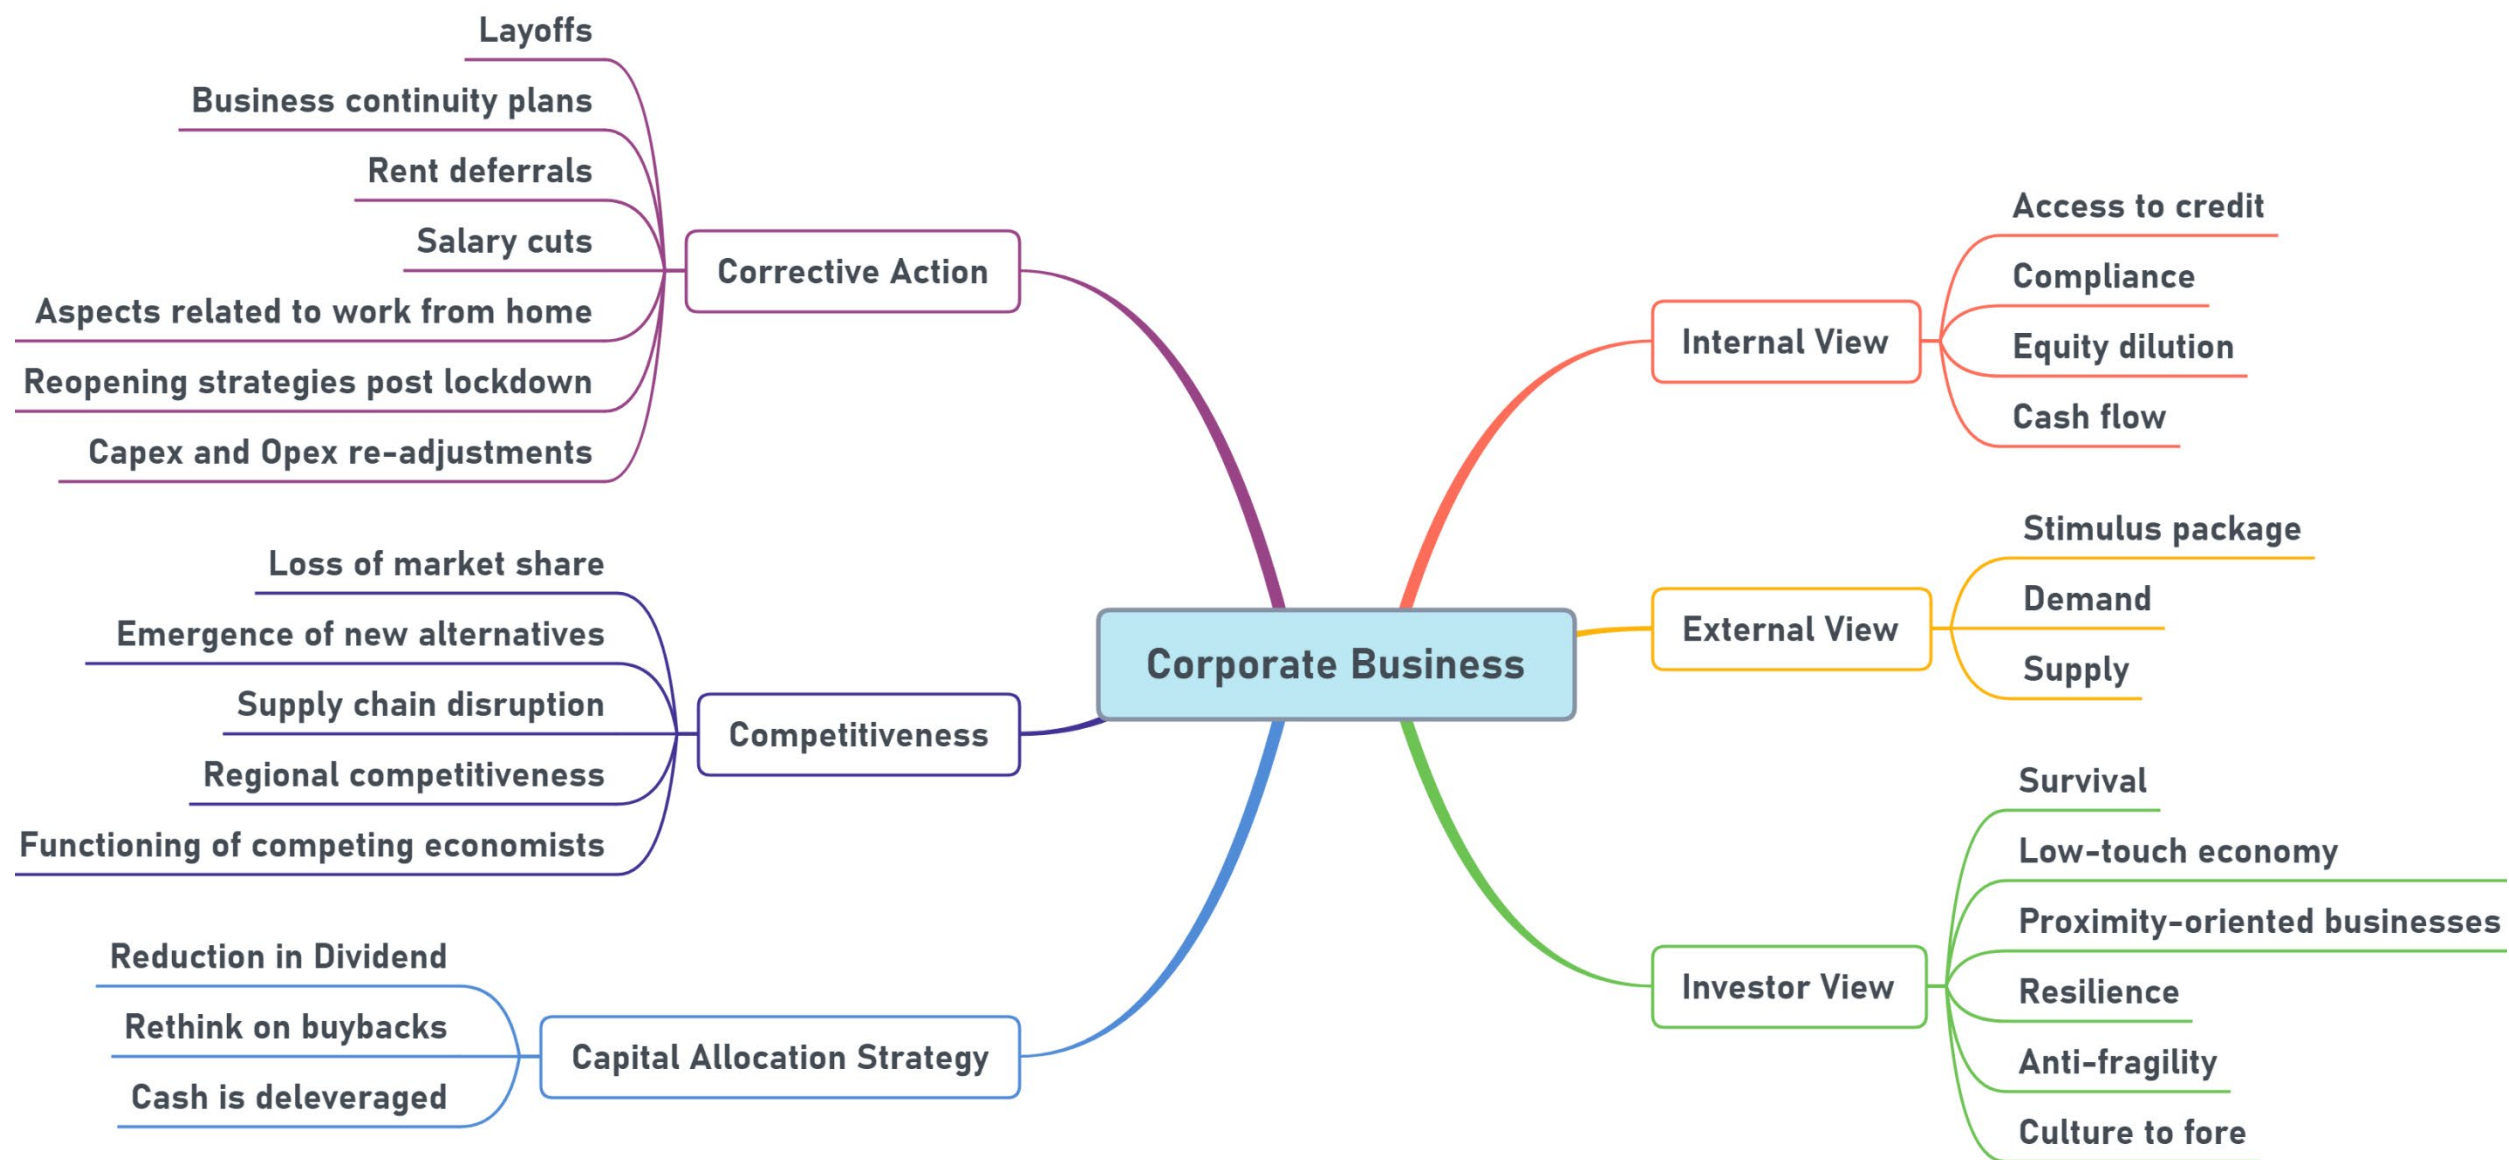 Layoffs
Business continuity plans
Rent deferrals
Salary cuts
Aspects related to work from home
Reopening strategies post lockdown
Capex and Opex re-adjustments
Corrective Action
Loss of market share
Emergence of new alternatives
Supply chain disruption
Regional competitiveness
Functioning of competing economists
Competitiveness
Reduction in Dividend
Rethink on buybacks
Cash is deleveraged
Capital Allocation Strategy
Corporate Business
Internal View
Access to credit
Compliance
Equity dilution
Cash flow
External View
Stimulus package
Demand
Supply
Investor View
Survival
Low-touch economy
Proximity-oriented businesses
Resilience
Anti-fragility
Culture to fore